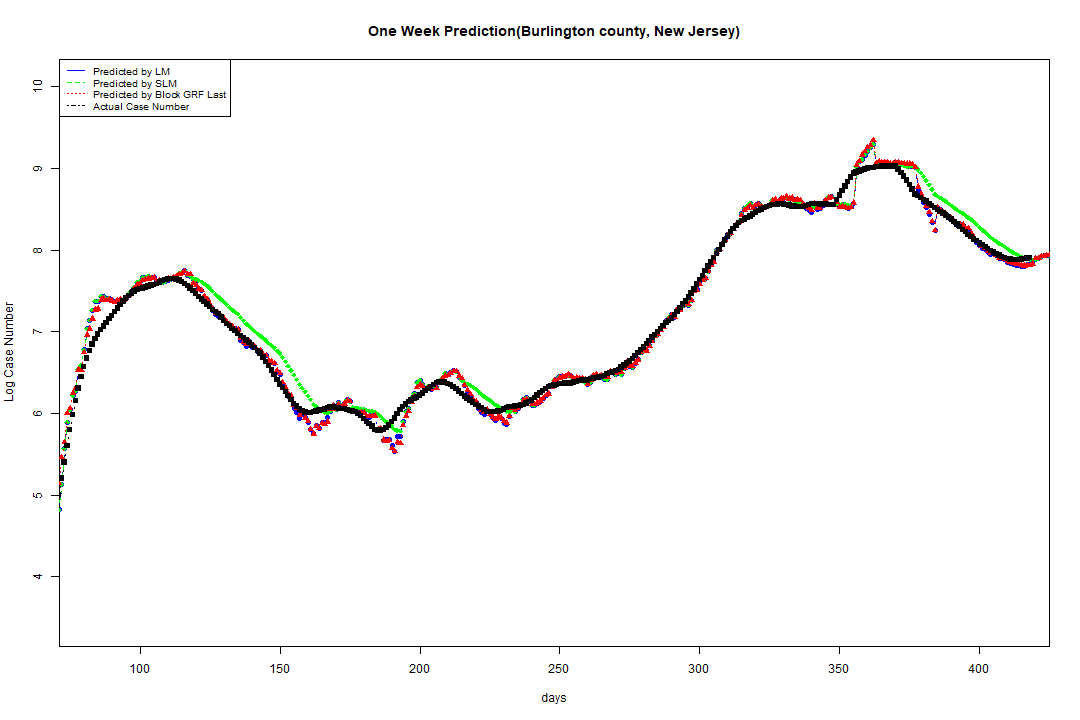 One Week Prediction(Burlington county, New Jersey)
Predicted by LM
Predicted by SLM
Predicted by Block GRF Last
Actual Case Number
Log Case Number
10
9
8
7
6
5
4
100 150 200 250 300 350 400
days